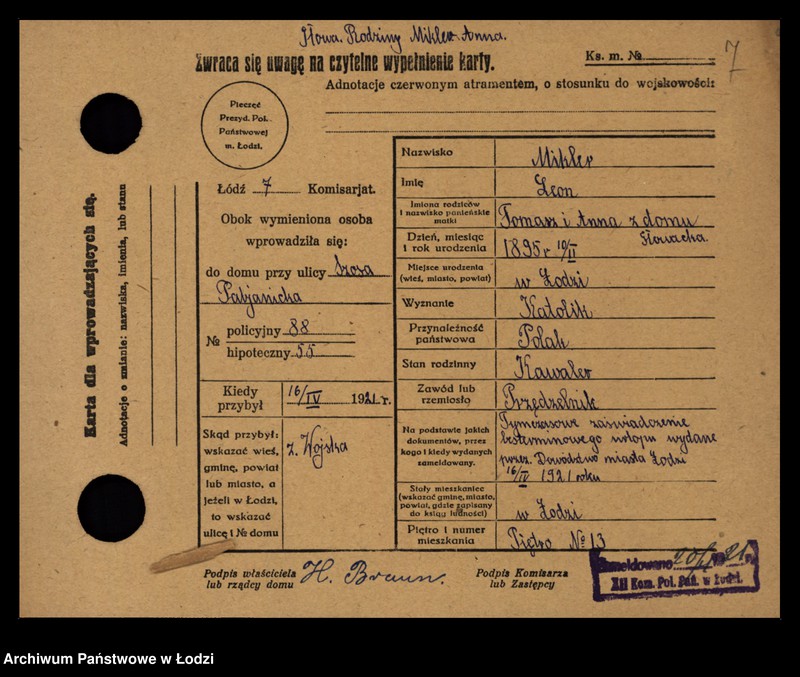 Słowa. Rodziny Mikler Anna.
Zwraca się uwagę na czytelne wypełnienie karty.
Ks. m. №
7
Adnotacje czerwonym atramentem, o stosunku do wojskowości:
Pieczęć
Prezyd. Pol.
Państwowej
m. Łodzi.
Karta dla wprowadzających się.
Adnotacje o zmianie: nazwiska, imienia, lub stanu
Łódź 7 Komisarjat.
Obok wymieniona osoba
wprowadziła się:
do domu przy ulicy Szosa
Pabjanicka
№ policyjny 88
hipoteczny 55
Kiedy przybył 16/IV 1921 r.
Skąd przybył:
wskazać wieś,
gminę, powiat
lub miasto, a
jeżeli w Łodzi,
to wskazać
ulicę i № domu
z Wojska
Nazwisko Mikler
Imię Leon
Imiona rodziców
i nazwisko panieńskie
matki
Tomasz i Anna z domu
Słowacka
Dzień, miesiąc
i rok urodzenia
1895 r 10/II
Miejsce urodzenia
(wieś, miasto, powiat)
w Łodzi
Wyznanie Katolik
Przynależność
państwowa
Polak
Stan rodzinny Kawaler
Zawód lub
rzemiosło
Przędzelnik
Na podstawie jakich
dokumentów, przez
kogo i kiedy wydanych
zameldowany.
Tymczasowe zaświadczenie
besterminowego urlopu wydane
przez. Dowódstwo miasta Łodzi
16/IV 1921 roku
Stały mieszkaniec
(wskazać gminę, miasto,
powiat, gdzie zapisany
do ksiąg ludności)
w Łodzi
Piętro i numer
mieszkania
Piętro № 13
Podpis właściciela
lub rządcy domu
H. Braun.
Podpis Komisarza
lub Zastępcy
Zameldowano
XII Kom. Pol. Pań. w Łodzi.
Archiwum Państwowe w Łodzi